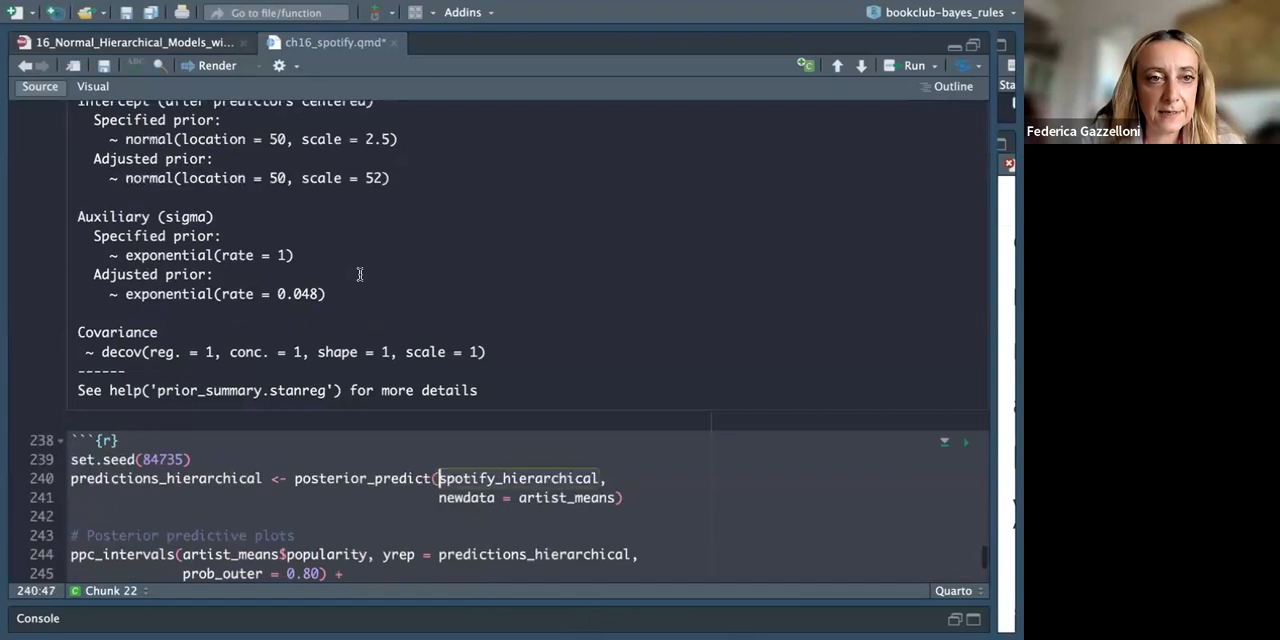 Go to file/function
Addins
bookclub-bayes_rules
16_Normal_Hierarchical_Models_wi...
ch16_spotify.qmd*
Render
Run
Source
Visual
Outline
Sta
Intercept (after predictors centered)
Specified prior:
~ normal(location = 50, scale = 2.5)
Adjusted prior:
~ normal(location = 50, scale = 52)
Auxiliary (sigma)
Specified prior:
~ exponential(rate = 1)
Adjusted prior:
~ exponential(rate = 0.048)
Covariance
~ decov(reg. = 1, conc. = 1, shape = 1, scale = 1)
------
See help('prior_summary.stanreg') for more details
238 ```{r}
239 set.seed(84735)
240 predictions_hierarchical <- posterior_predict(spotify_hierarchical,
241 newdata = artist_means)
242
243 # Posterior predictive plots
244 ppc_intervals(artist_means$popularity, yrep = predictions_hierarchical,
245 prob_outer = 0.80) +
240:47 Chunk 22
Quarto
Console
Federica Gazzelloni